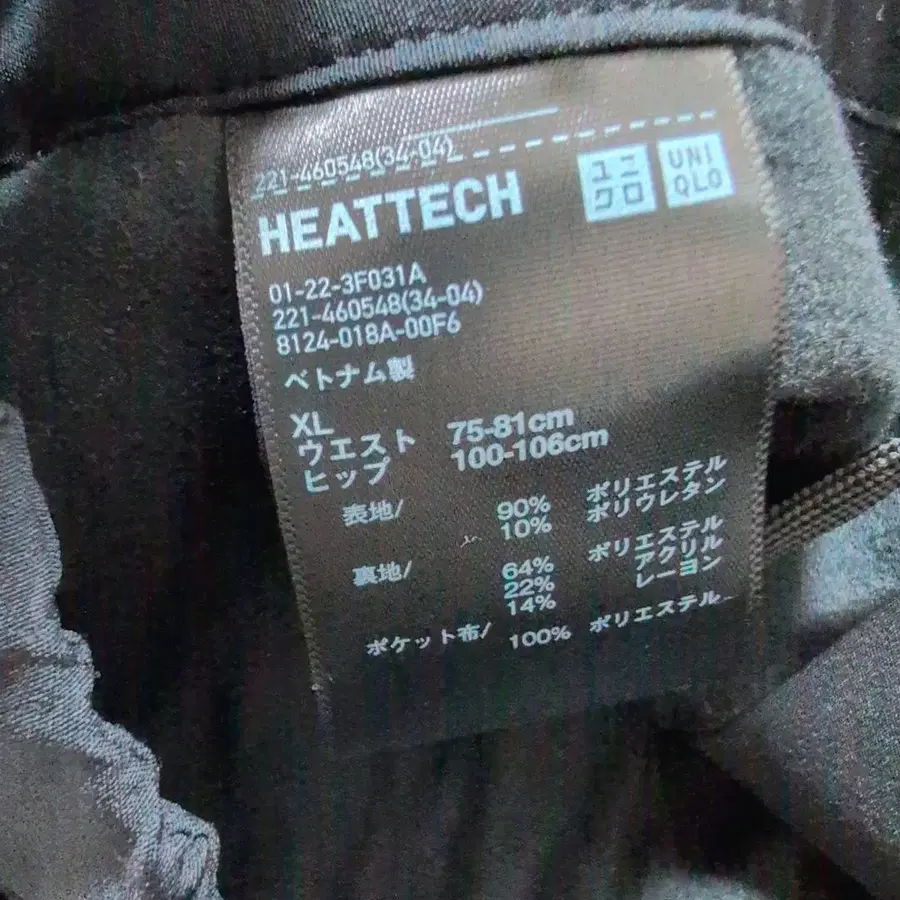 221-460548(34-04)
HEATTECH
ユニ
クロ
UNI
QLO
01-22-3F031A
221-460548(34-04)
8124-018A-00F6
ベトナム製
XL
ウエスト 75-81cm
ヒップ 100-106cm
表地/ 90% ポリエステル
10% ポリウレタン
裏地/ 64% ポリエステル
22% アクリル
14% レーヨン
ポケット布/ 100% ポリエステル